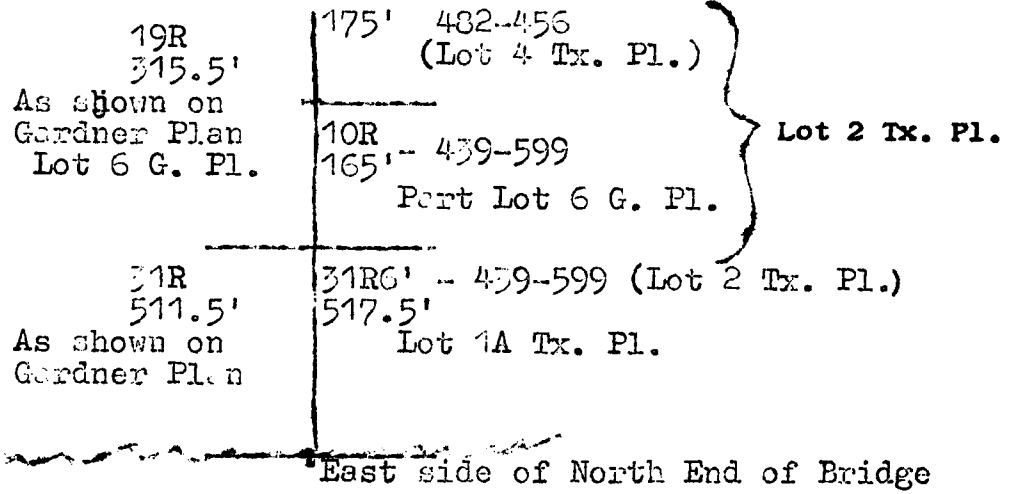 19R
315.5'
As shown on
Gardner Plan
Lot 6 G. Pl.
175' 482-456
(Lot 4 Tx. Pl.)
10R
165' - 439-599
Part Lot 6 G. Pl.
Lot 2 Tx. Pl.
31R
511.5'
As shown on
Gardner Plan
31R6' - 439-599 (Lot 2 Tx. Pl.)
517.5'
Lot 1A Tx. Pl.
East side of North End of Bridge